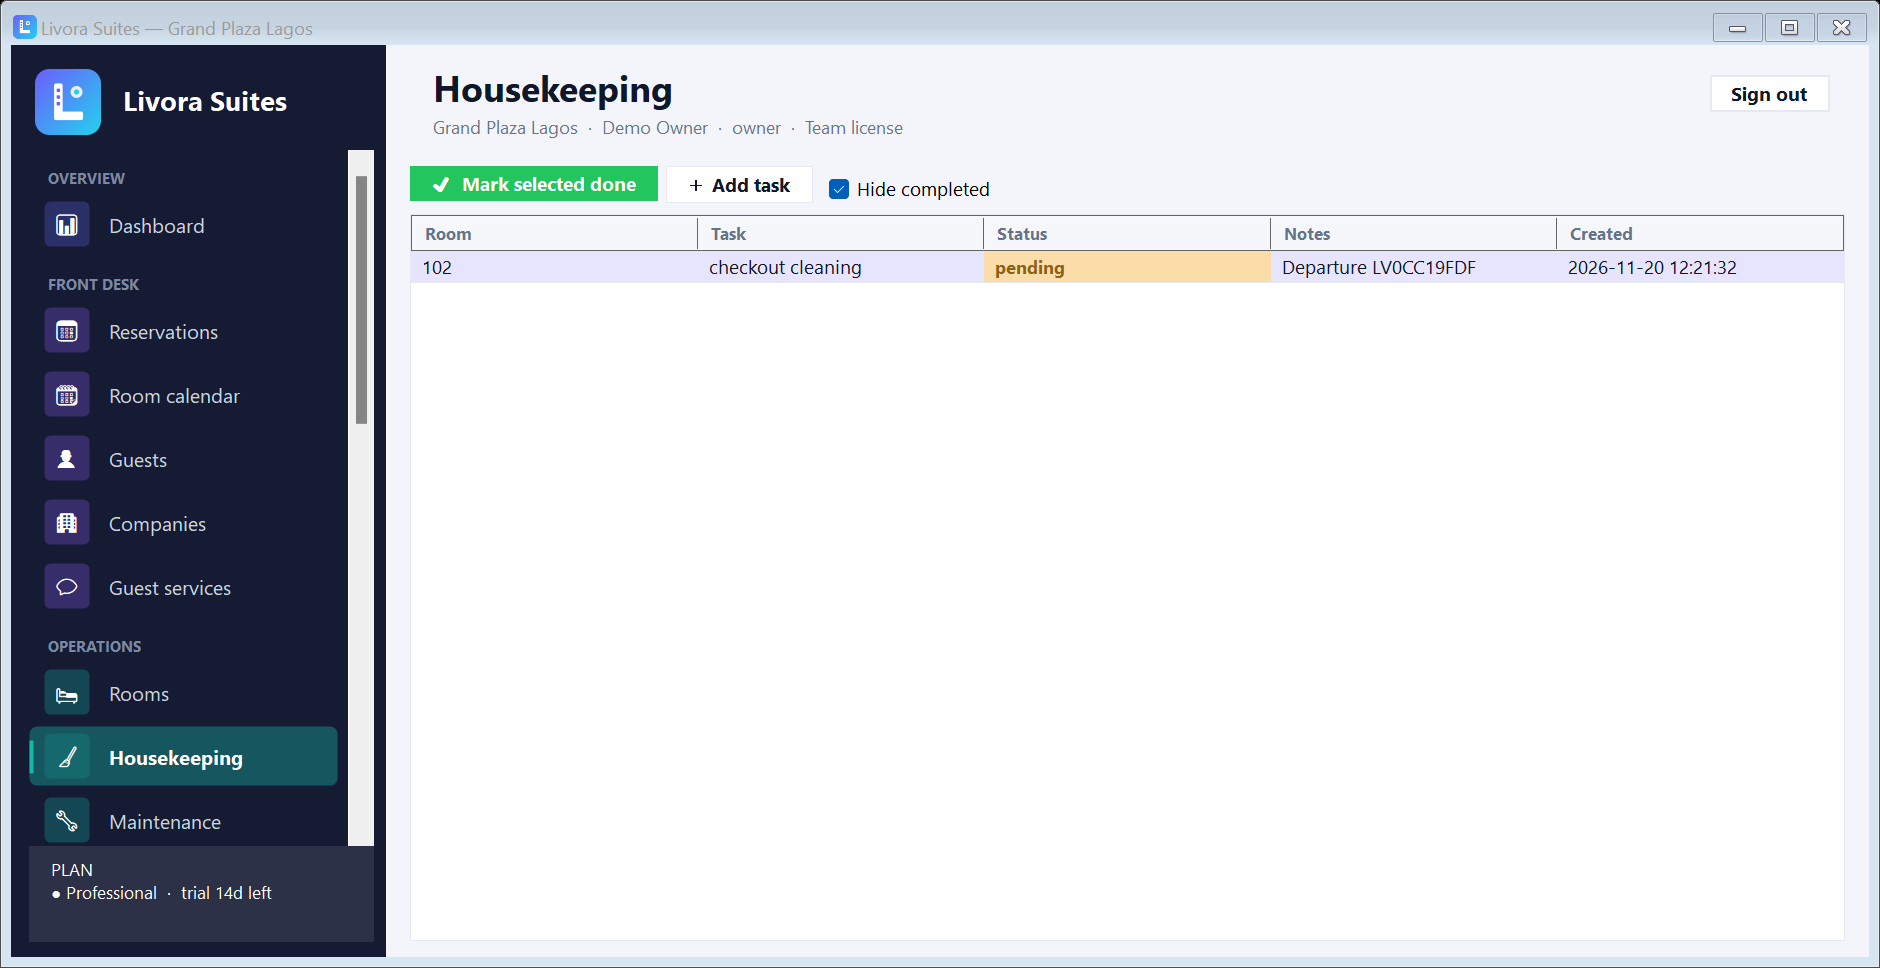 Livora Suites — Grand Plaza Lagos
Livora Suites
OVERVIEW
Dashboard
FRONT DESK
Reservations
Room calendar
Guests
Companies
Guest services
OPERATIONS
Rooms
Housekeeping
Maintenance
PLAN
● Professional · trial 14d left
Housekeeping
Grand Plaza Lagos · Demo Owner · owner · Team license
Sign out
✔ Mark selected done
+ Add task
Hide completed
Room Task Status Notes Created
102 checkout cleaning pending Departure LV0CC19FDF 2026-11-20 12:21:32